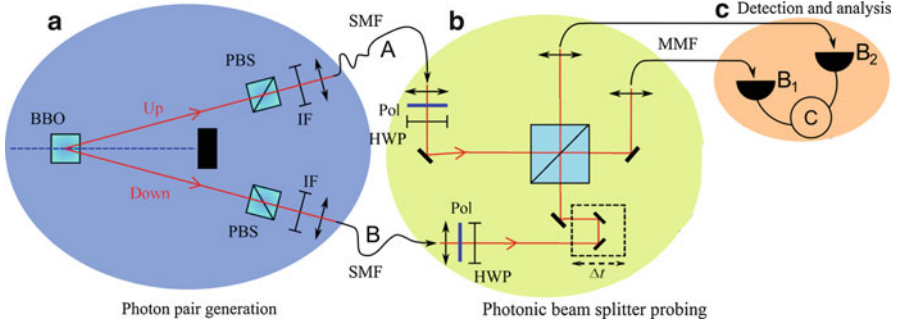 a
b
c
Detection and analysis
SMF
A
PBS
IF
Up
BBO
Down
PBS
IF
B
SMF
Pol
HWP
Pol
HWP
Δt
MMF
B1
B2
C
Photon pair generation
Photonic beam splitter probing